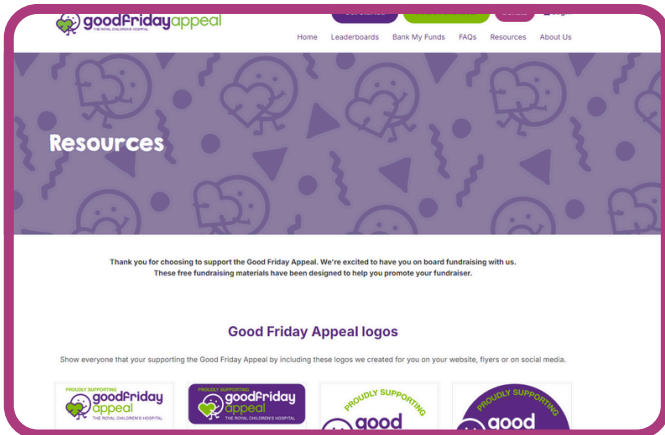 goodfridayappeal
THE ROYAL CHILDREN'S HOSPITAL
Home Leaderboards Bank My Funds FAQs Resources About Us
Resources
Thank you for choosing to support the Good Friday Appeal. We're excited to have you on board fundraising with us.
These free fundraising materials have been designed to help you promote your fundraiser.
Good Friday Appeal logos
Show everyone that your supporting the Good Friday Appeal by including these logos we created for you on your website, flyers or on social media.
PROUDLY SUPPORTING
goodfriday
appeal
THE ROYAL CHILDREN'S HOSPITAL
PROUDLY SUPPORTING
goodfriday
appeal
THE ROYAL CHILDREN'S HOSPITAL
PROUDLY SUPPORTING
good
PROUDLY SUPPORTING
good